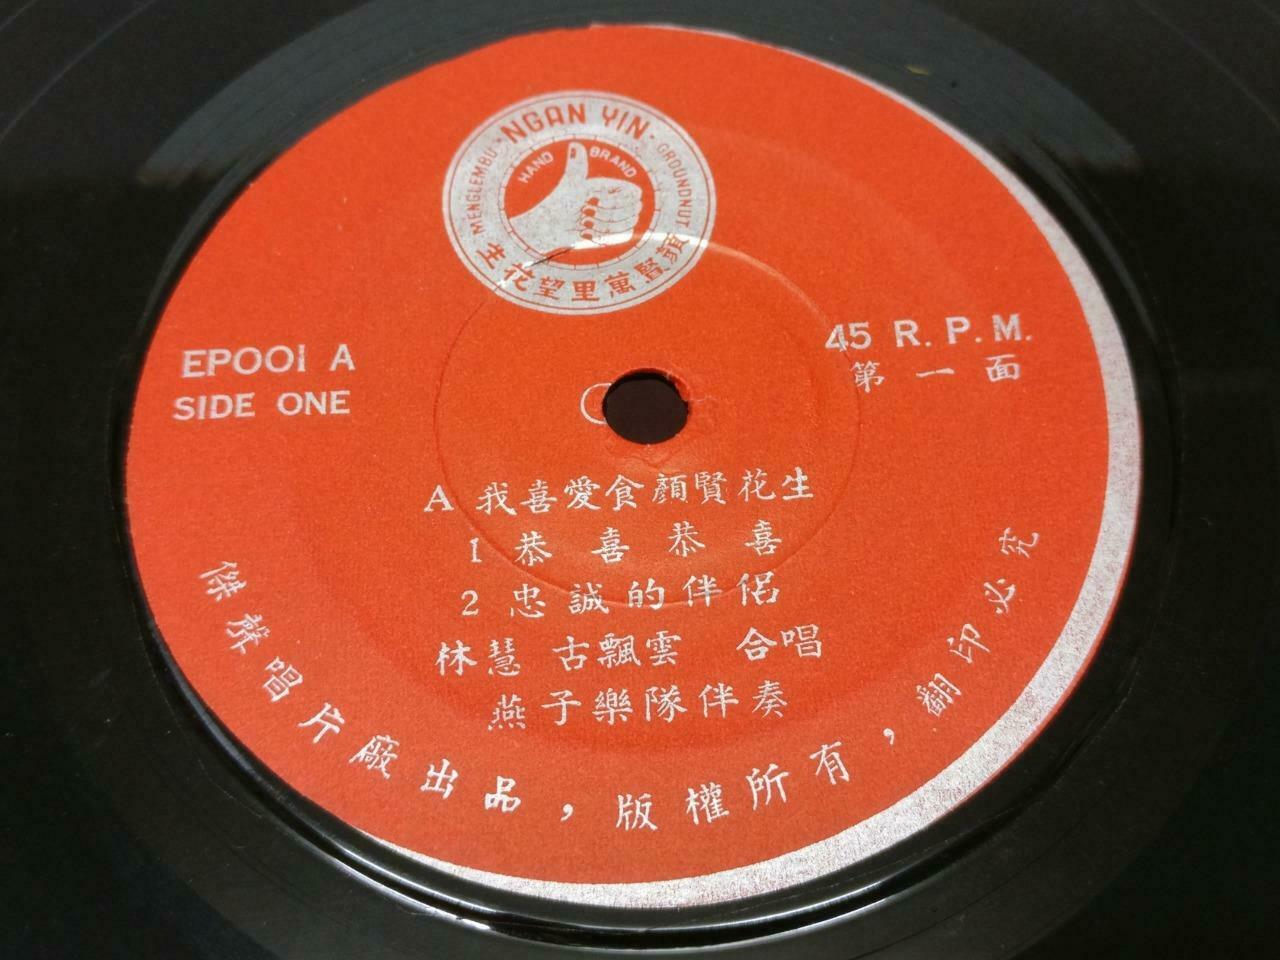 NGAN YIN
HAND BRAND
MENGLEMBU
GROUNDNUT
生花望里萬賢顏
EP001 A
SIDE ONE
45 R.P.M.
第一面
A 我喜愛食顏賢花生
1 恭喜恭喜
2 忠誠的伴侶
林慧 古飄雲 合唱
燕子樂隊伴奏
傑聲唱片廠出品，版權所有，翻印必究